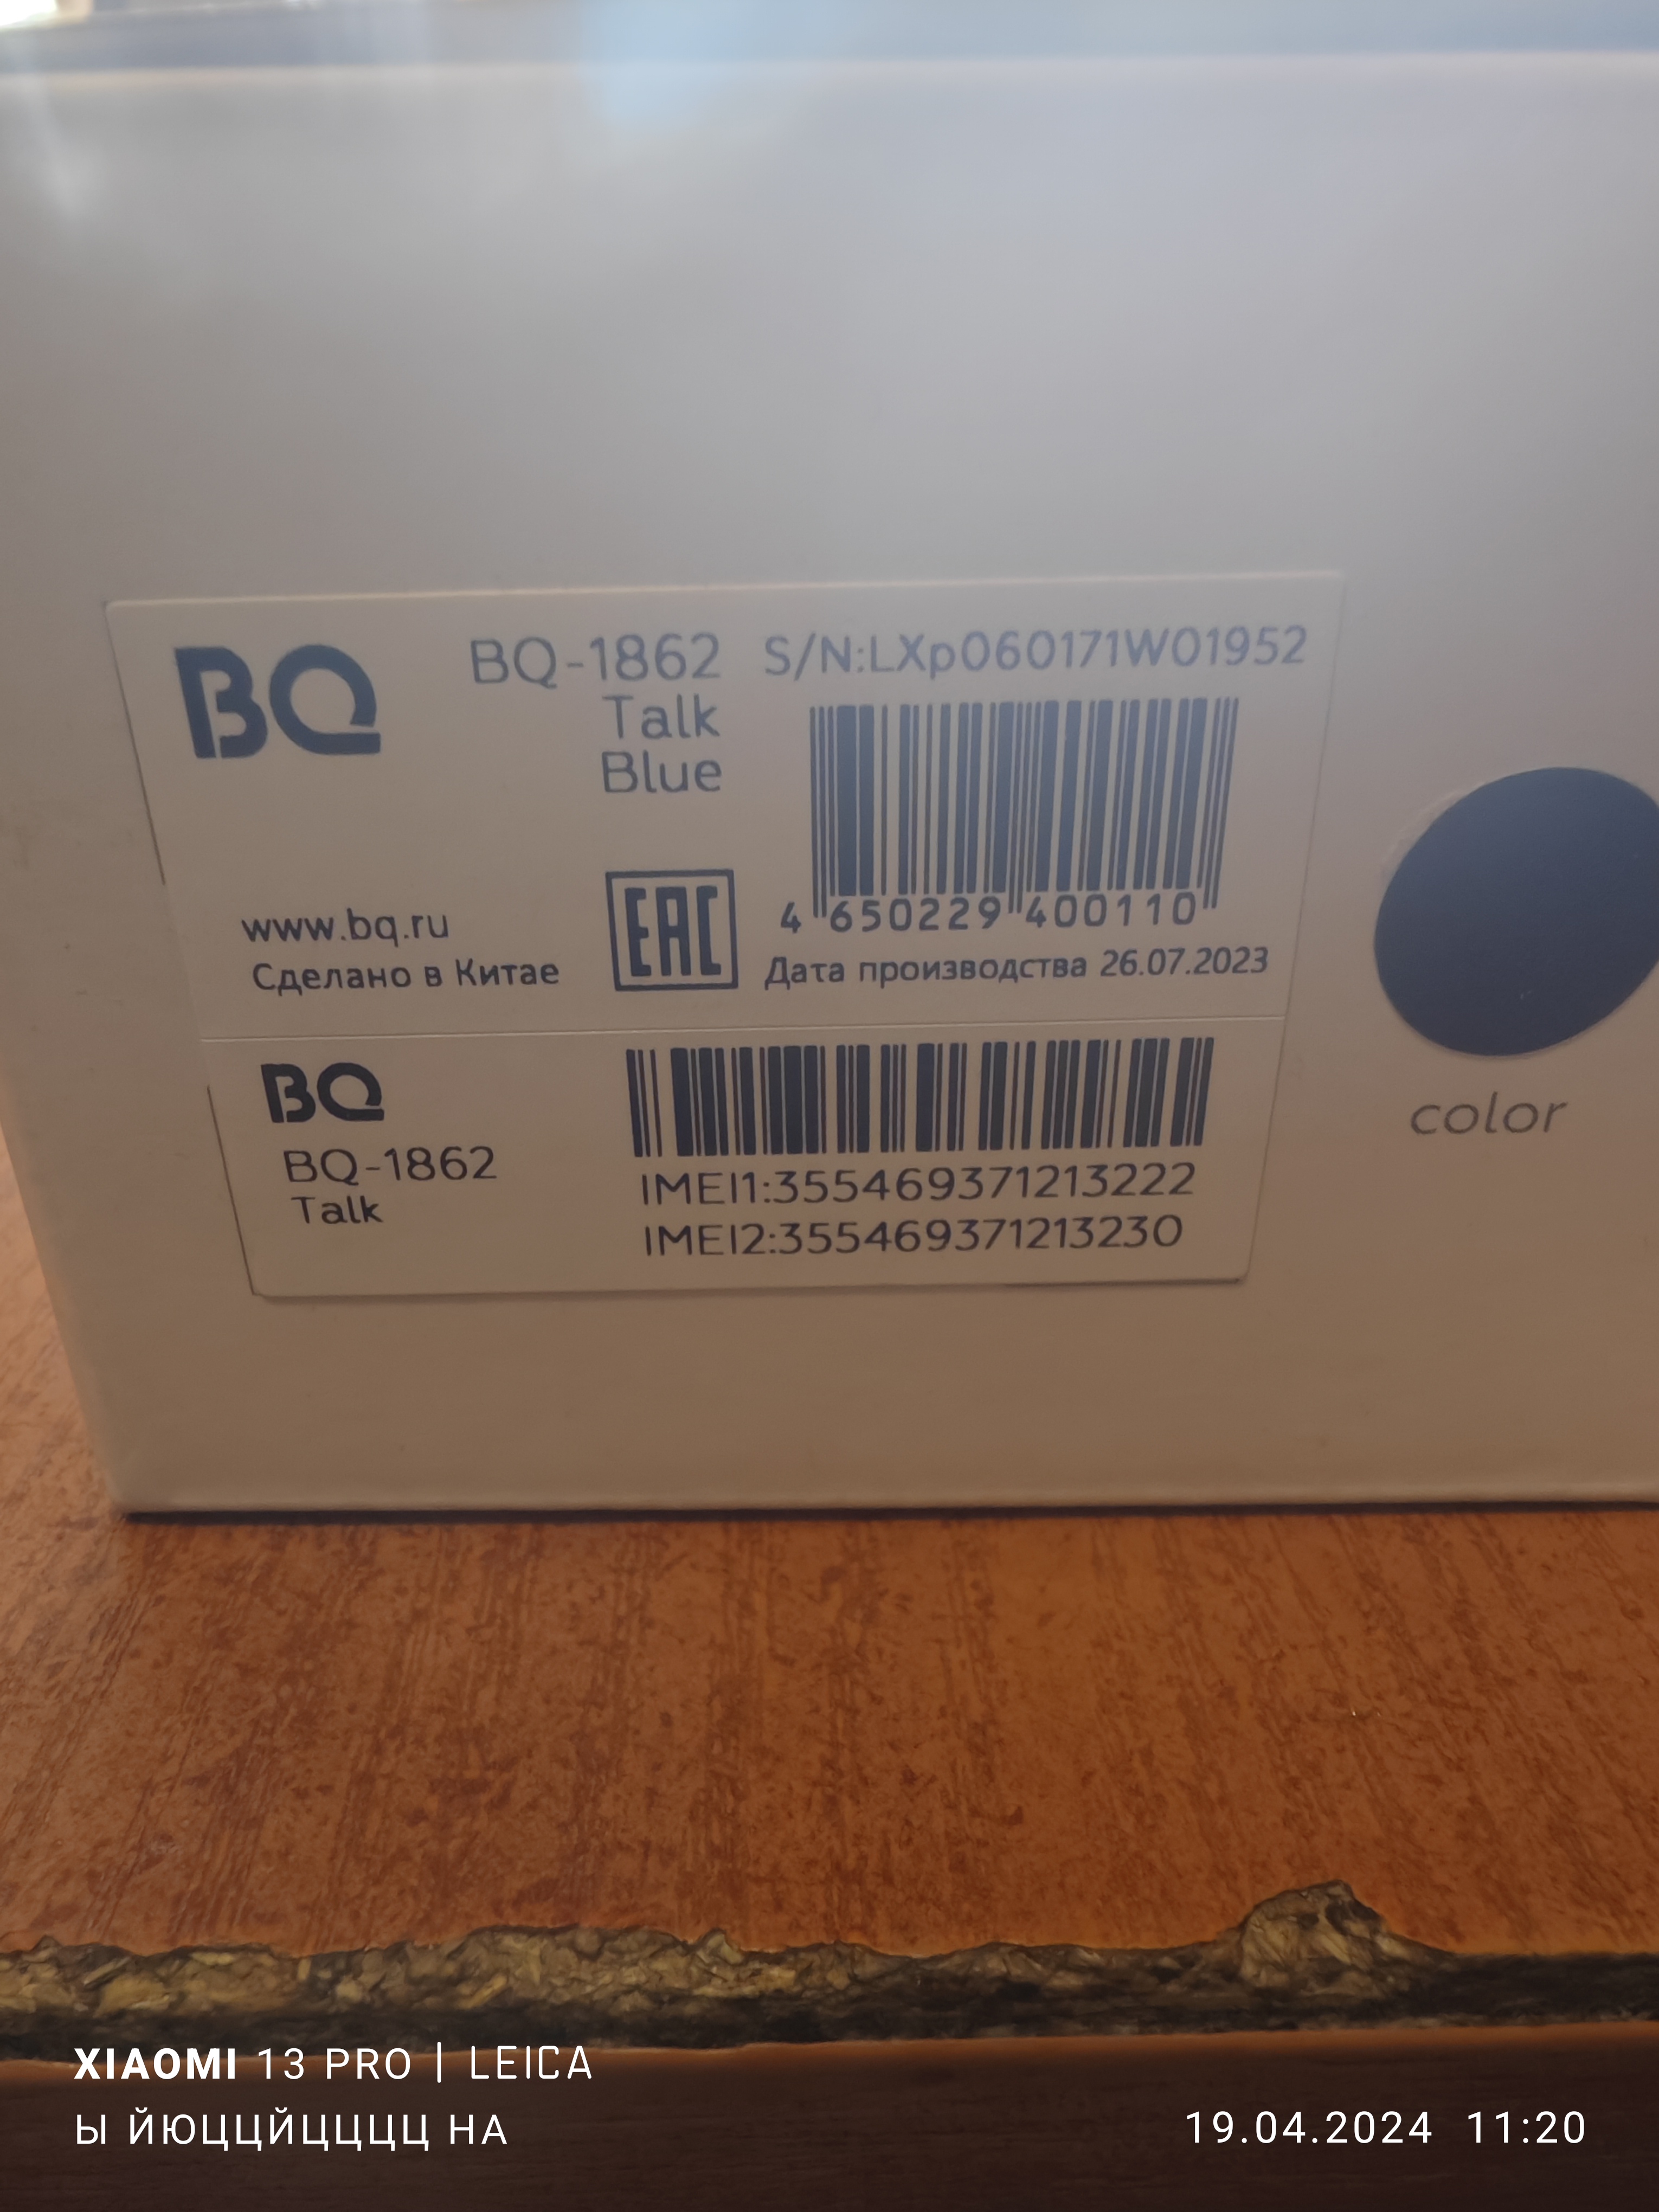 BQ
BQ-1862
Talk
Blue
S/N:LXp060171W01952
4 650229 400110
www.bq.ru
Сделано в Китае
EAC
Дата производства 26.07.2023
BQ
BQ-1862
Talk
IMEI1:355469371213222
IMEI2:355469371213230
color
XIAOMI 13 PRO | LEICA
Ы ЙЮЦЦЙЦЦЦЦ НА
19.04.2024 11:20